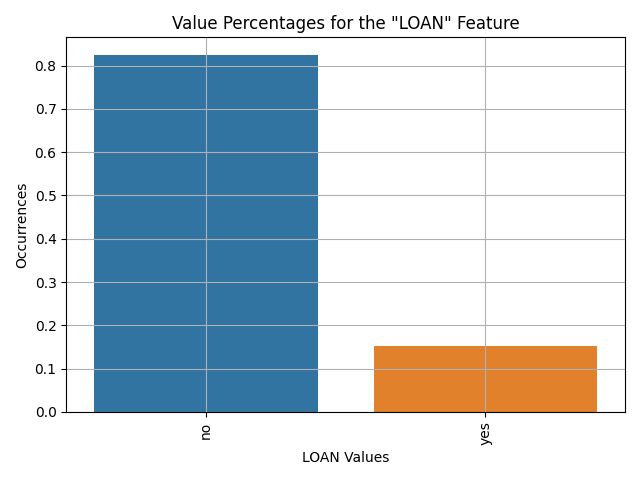 Value Percentages for the "LOAN" Feature
Occurrences
0.8
0.7
0.6
0.5
0.4
0.3
0.2
0.1
0.0
no
yes
LOAN Values